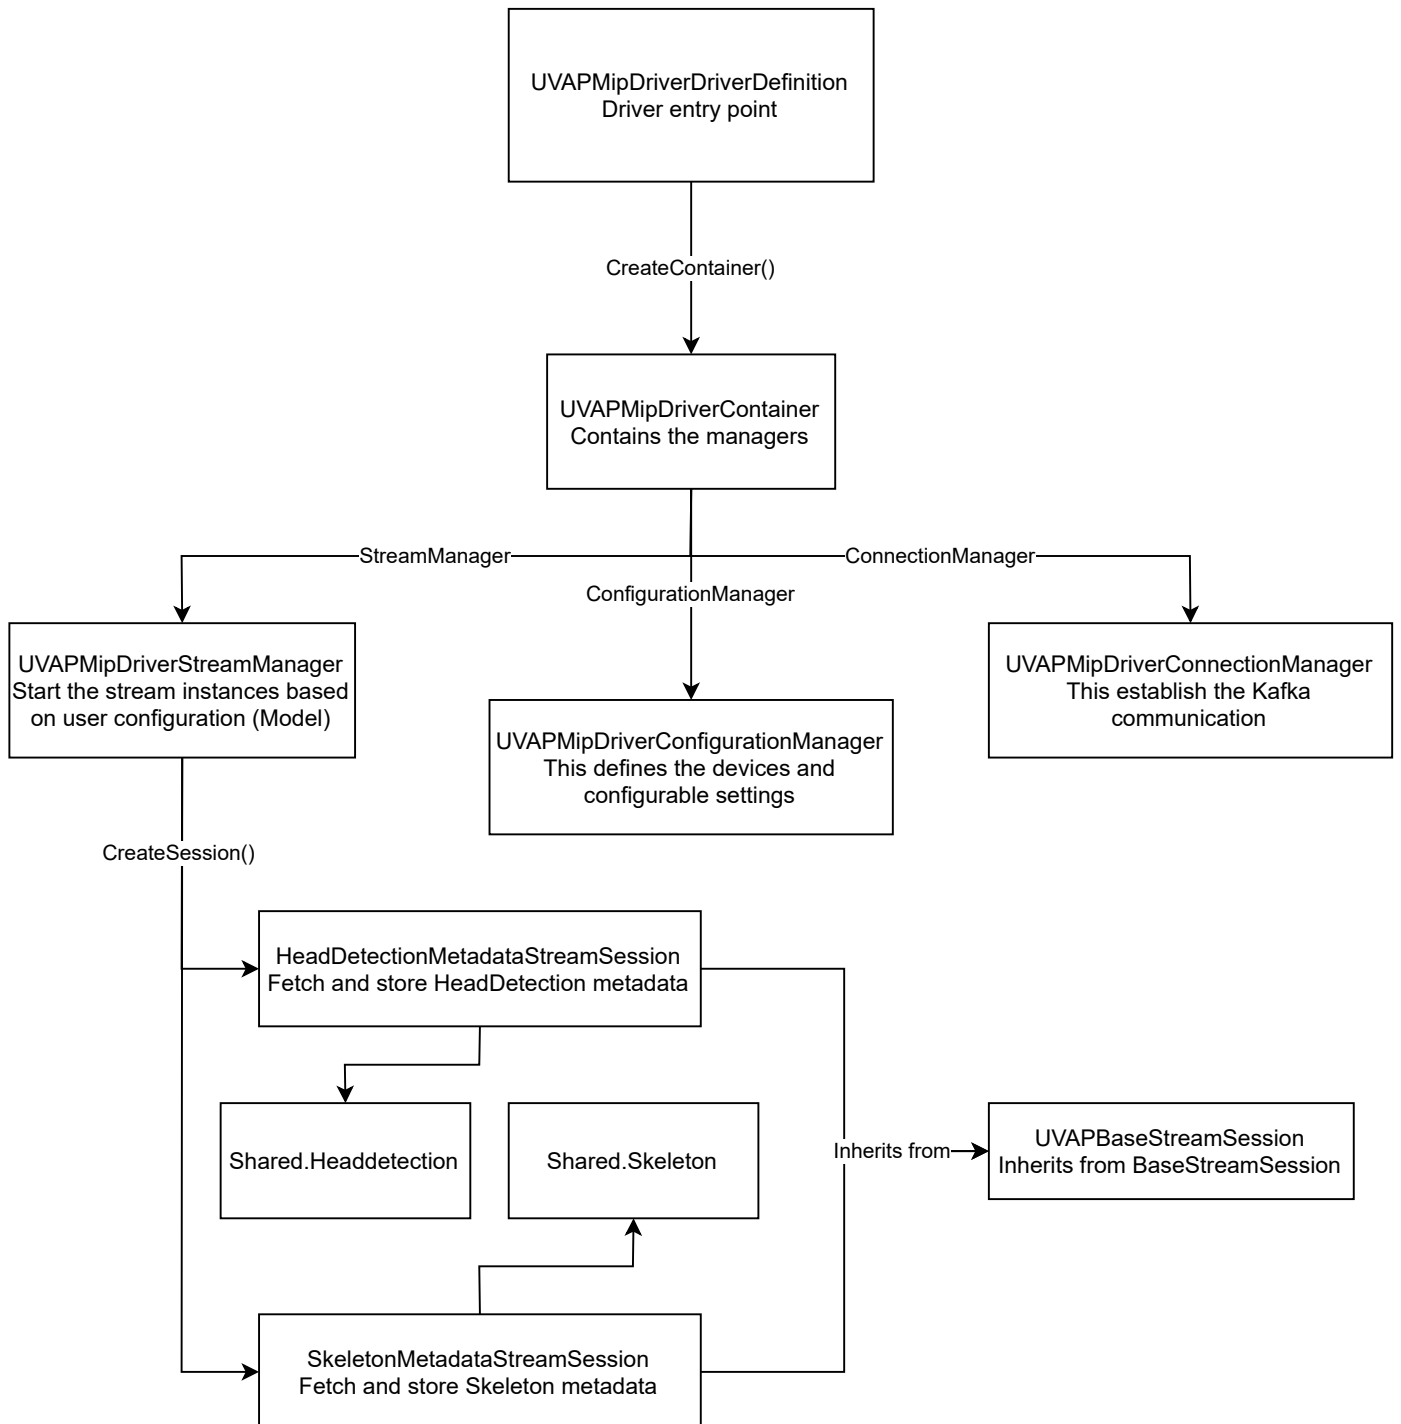 UVAPMipDriverDriverDefinition
Driver entry point
CreateContainer()
UVAPMipDriverContainer
Contains the managers
StreamManager
ConnectionManager
ConfigurationManager
UVAPMipDriverStreamManager
Start the stream instances based
on user configuration (Model)
UVAPMipDriverConnectionManager
This establish the Kafka
communication
UVAPMipDriverConfigurationManager
This defines the devices and
configurable settings
CreateSession()
HeadDetectionMetadataStreamSession
Fetch and store HeadDetection metadata
Shared.Headdetection
Shared.Skeleton
Inherits from
UVAPBaseStreamSession
Inherits from BaseStreamSession
SkeletonMetadataStreamSession
Fetch and store Skeleton metadata